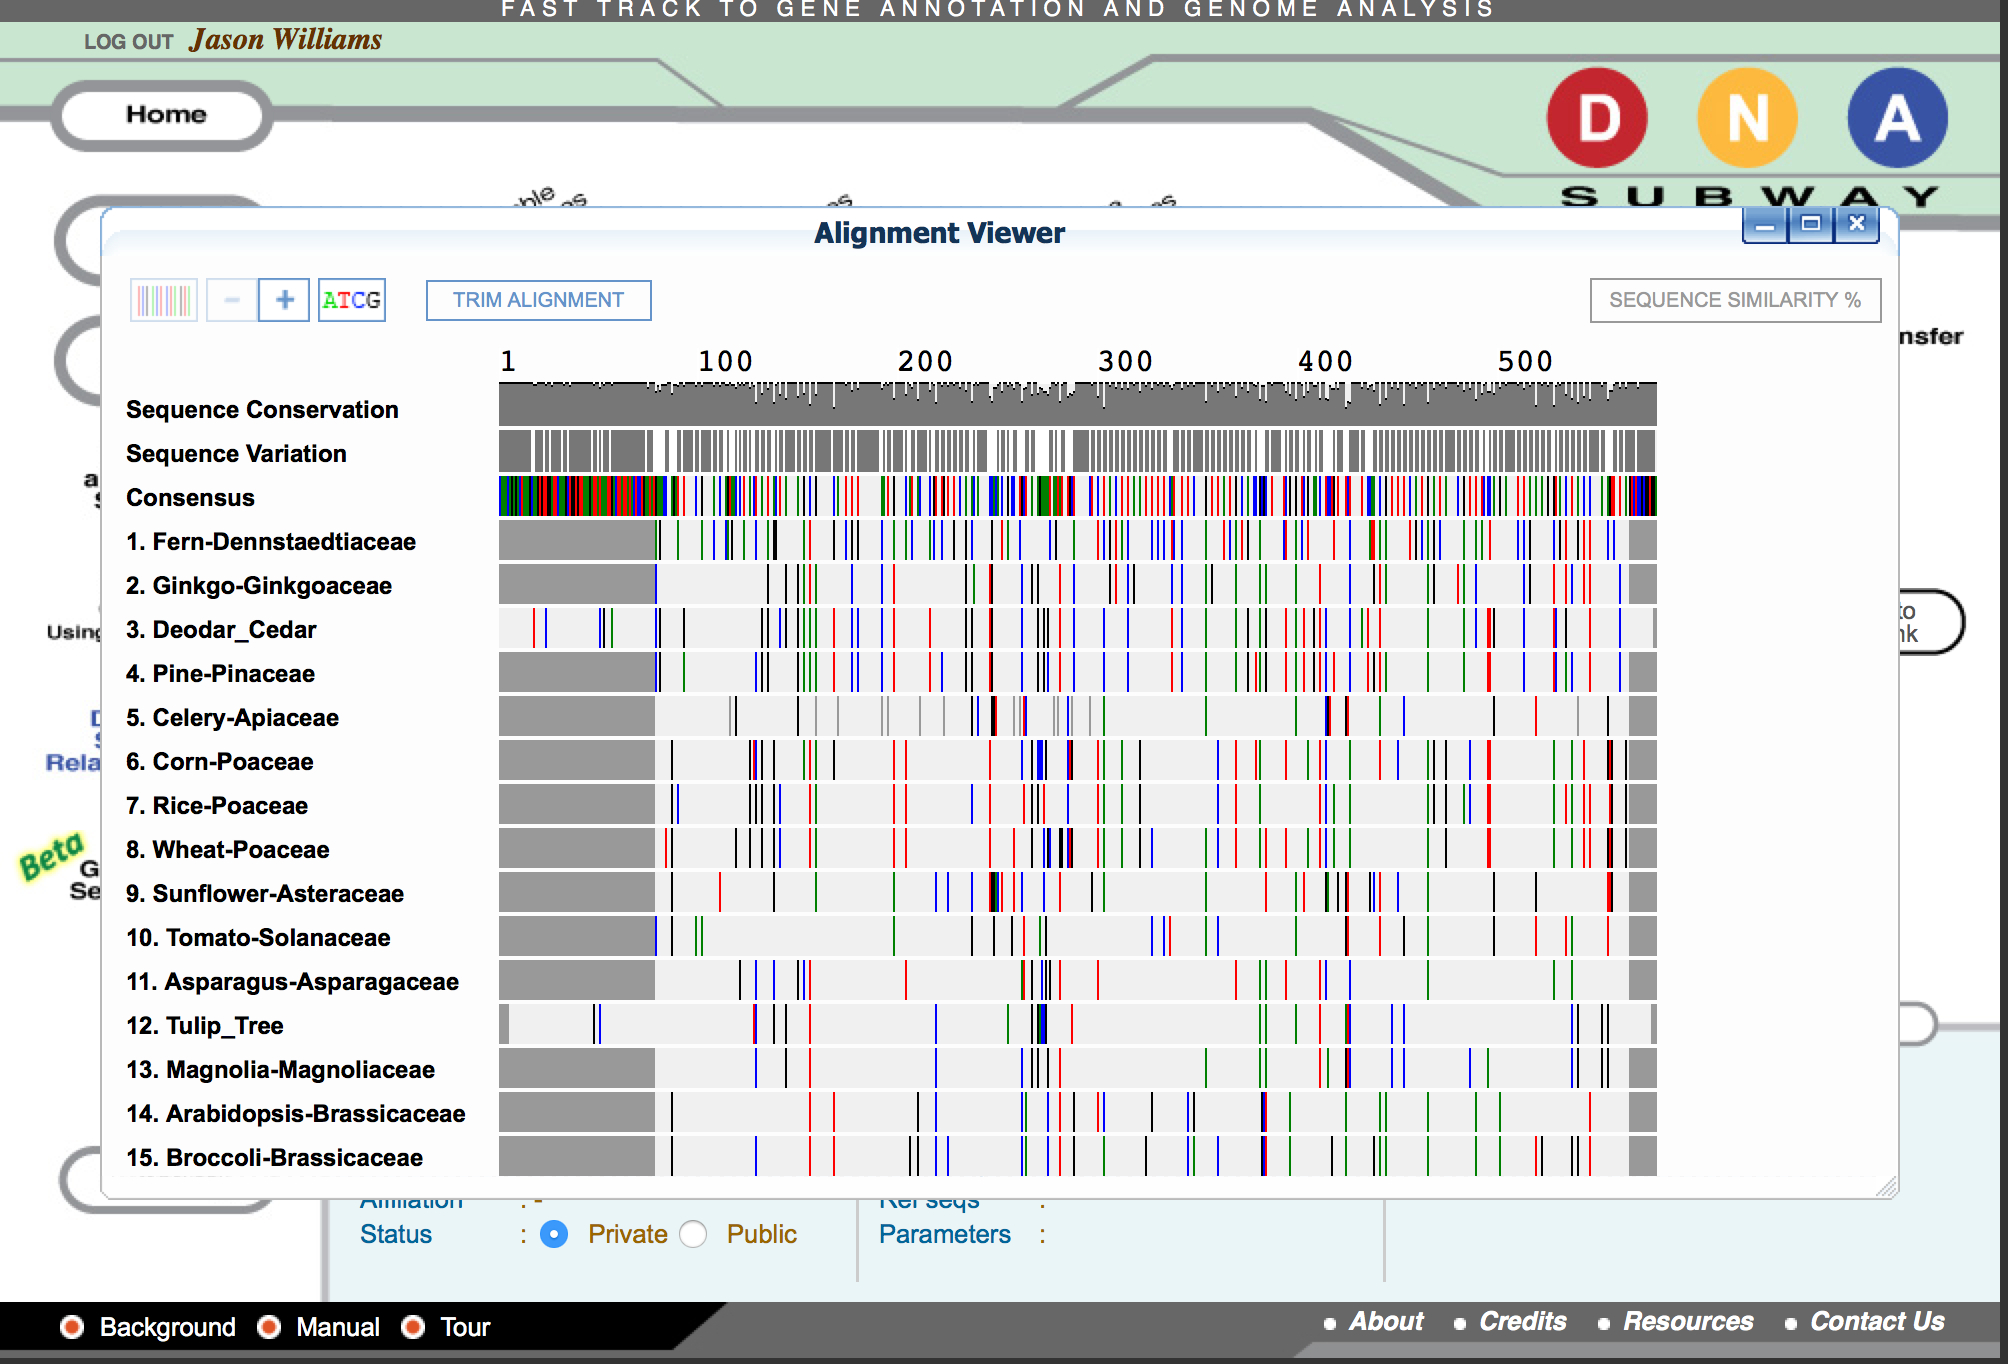 FAST TRACK TO GENE ANNOTATION AND GENOME ANALYSIS
LOG OUT Jason Williams
Home
D N A
SUBWAY
Alignment Viewer
ATCG
TRIM ALIGNMENT
SEQUENCE SIMILARITY %
1 100 200 300 400 500
Sequence Conservation
Sequence Variation
Consensus
1. Fern-Dennstaedtiaceae
2. Ginkgo-Ginkgoaceae
3. Deodar_Cedar
4. Pine-Pinaceae
5. Celery-Apiaceae
6. Corn-Poaceae
7. Rice-Poaceae
8. Wheat-Poaceae
9. Sunflower-Asteraceae
10. Tomato-Solanaceae
11. Asparagus-Asparagaceae
12. Tulip_Tree
13. Magnolia-Magnoliaceae
14. Arabidopsis-Brassicaceae
15. Broccoli-Brassicaceae
Using
Rela
Beta
Affiliation : -
Ref seqs :
Status : Private Public
Parameters :
Background Manual Tour
About Credits Resources Contact Us